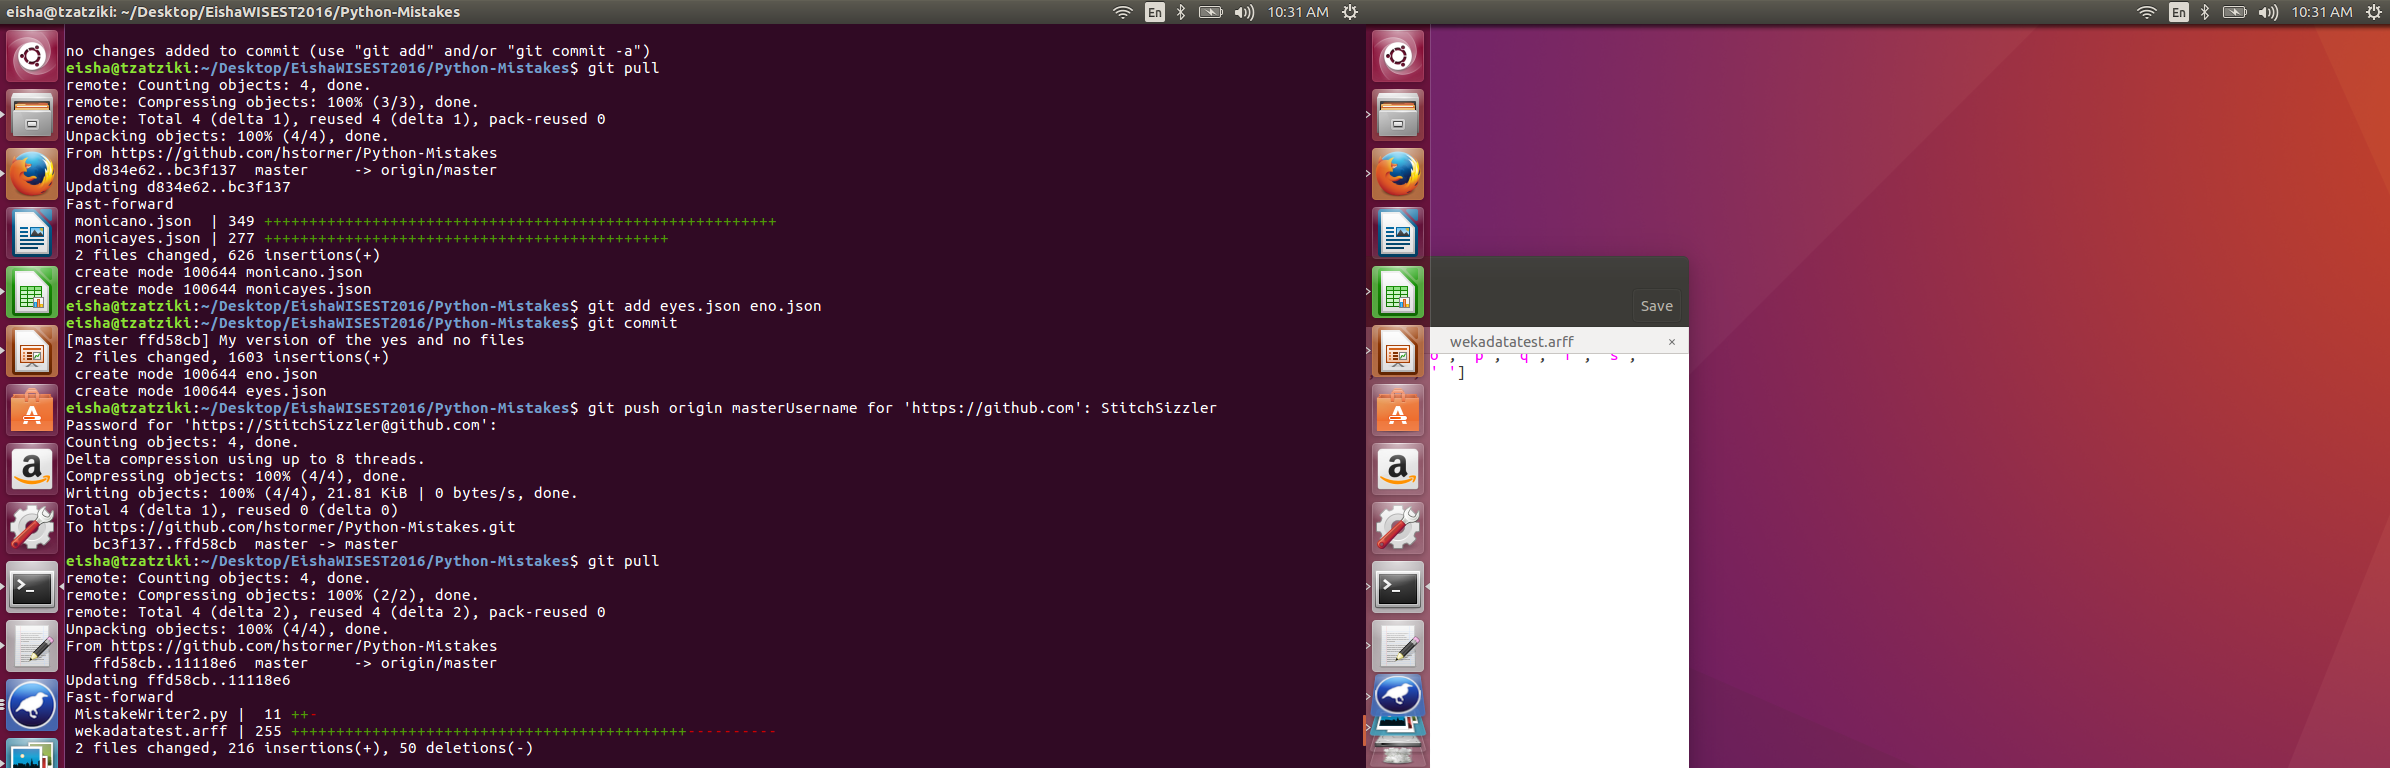 eisha@tzatziki: ~/Desktop/EishaWISEST2016/Python-Mistakes
En
10:31 AM
En
10:31 AM
no changes added to commit (use "git add" and/or "git commit -a")
eisha@tzatziki:~/Desktop/EishaWISEST2016/Python-Mistakes$ git pull
remote: Counting objects: 4, done.
remote: Compressing objects: 100% (3/3), done.
remote: Total 4 (delta 1), reused 4 (delta 1), pack-reused 0
Unpacking objects: 100% (4/4), done.
From https://github.com/hstormer/Python-Mistakes
   d834e62..bc3f137  master     -> origin/master
Updating d834e62..bc3f137
Fast-forward
 monicano.json  | 349 +++++++++++++++++++++++++++++++++++++++++++++++++++++++++
 monicayes.json | 277 +++++++++++++++++++++++++++++++++++++++++++++
 2 files changed, 626 insertions(+)
 create mode 100644 monicano.json
 create mode 100644 monicayes.json
eisha@tzatziki:~/Desktop/EishaWISEST2016/Python-Mistakes$ git add eyes.json eno.json
eisha@tzatziki:~/Desktop/EishaWISEST2016/Python-Mistakes$ git commit
[master ffd58cb] My version of the yes and no files
 2 files changed, 1603 insertions(+)
 create mode 100644 eno.json
 create mode 100644 eyes.json
eisha@tzatziki:~/Desktop/EishaWISEST2016/Python-Mistakes$ git push origin masterUsername for 'https://github.com': StitchSizzler
Password for 'https://StitchSizzler@github.com':
Counting objects: 4, done.
Delta compression using up to 8 threads.
Compressing objects: 100% (4/4), done.
Writing objects: 100% (4/4), 21.81 KiB | 0 bytes/s, done.
Total 4 (delta 1), reused 0 (delta 0)
To https://github.com/hstormer/Python-Mistakes.git
   bc3f137..ffd58cb  master -> master
eisha@tzatziki:~/Desktop/EishaWISEST2016/Python-Mistakes$ git pull
remote: Counting objects: 4, done.
remote: Compressing objects: 100% (2/2), done.
remote: Total 4 (delta 2), reused 4 (delta 2), pack-reused 0
Unpacking objects: 100% (4/4), done.
From https://github.com/hstormer/Python-Mistakes
   ffd58cb..11118e6  master     -> origin/master
Updating ffd58cb..11118e6
Fast-forward
 MistakeWriter2.py |  11 ++-
 wekadatatest.arff | 255 ++++++++++++++++++++++++++++++++++++++++++++----------
 2 files changed, 216 insertions(+), 50 deletions(-)
Save
wekadatatest.arff ×
' ']